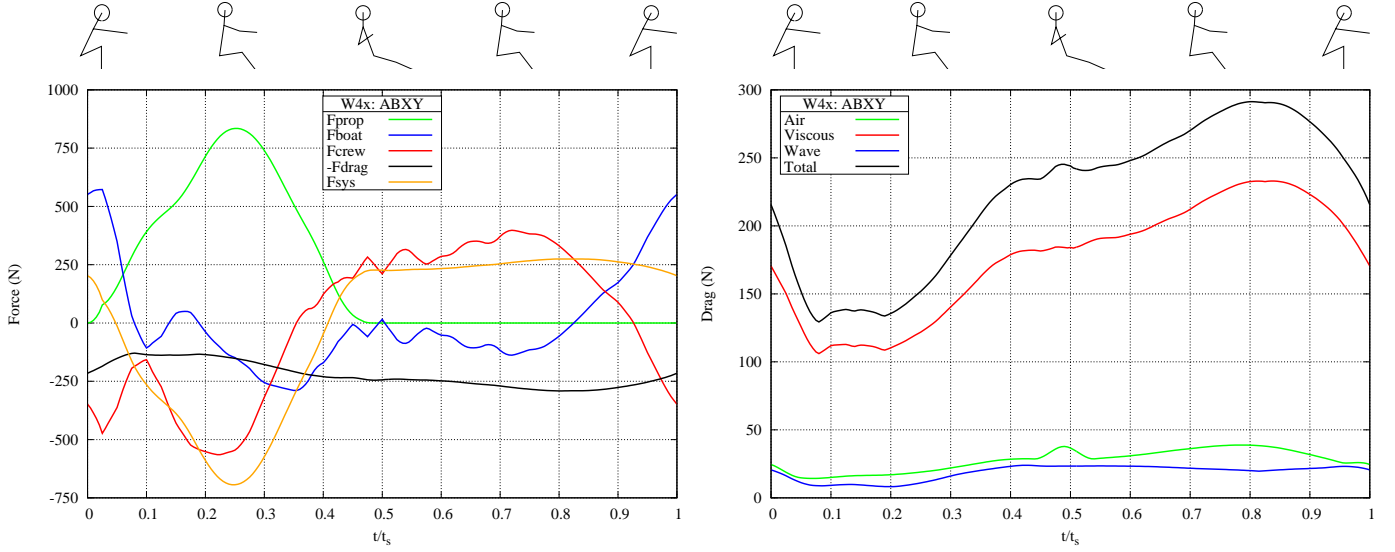 W4x: ABXY
Fprop
Fboat
Fcrew
-Fdrag
Fsys
1000
750
500
250
0
-250
-500
-750
Force (N)
0 0.1 0.2 0.3 0.4 0.5 0.6 0.7 0.8 0.9 1
t/ts
W4x: ABXY
Air
Viscous
Wave
Total
300
250
200
150
100
50
0
Drag (N)
0 0.1 0.2 0.3 0.4 0.5 0.6 0.7 0.8 0.9 1
t/ts